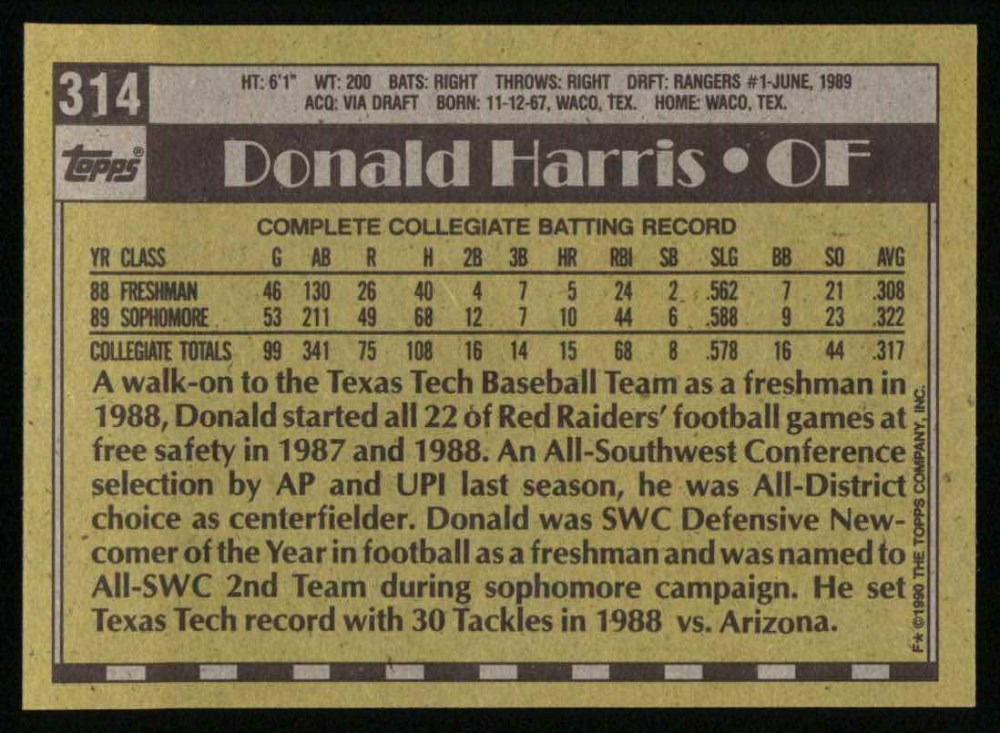 314
HT: 6'1" WT: 200 BATS: RIGHT THROWS: RIGHT DRFT: RANGERS #1-JUNE, 1989
ACQ: VIA DRAFT BORN: 11-12-67, WACO, TEX. HOME: WACO, TEX.
topps®
Donald Harris • OF
COMPLETE COLLEGIATE BATTING RECORD
YR CLASS G AB R H 2B 3B HR RBI SB SLG BB SO AVG
88 FRESHMAN 46 130 26 40 4 7 5 24 2 .562 7 21 .308
89 SOPHOMORE 53 211 49 68 12 7 10 44 6 .588 9 23 .322
COLLEGIATE TOTALS 99 341 75 108 16 14 15 68 8 .578 16 44 .317
A walk-on to the Texas Tech Baseball Team as a freshman in
1988, Donald started all 22 of Red Raiders' football games at
free safety in 1987 and 1988. An All-Southwest Conference
selection by AP and UPI last season, he was All-District
choice as centerfielder. Donald was SWC Defensive New-
comer of the Year in football as a freshman and was named to
All-SWC 2nd Team during sophomore campaign. He set
Texas Tech record with 30 Tackles in 1988 vs. Arizona.
F* ©1990 THE TOPPS COMPANY, INC.